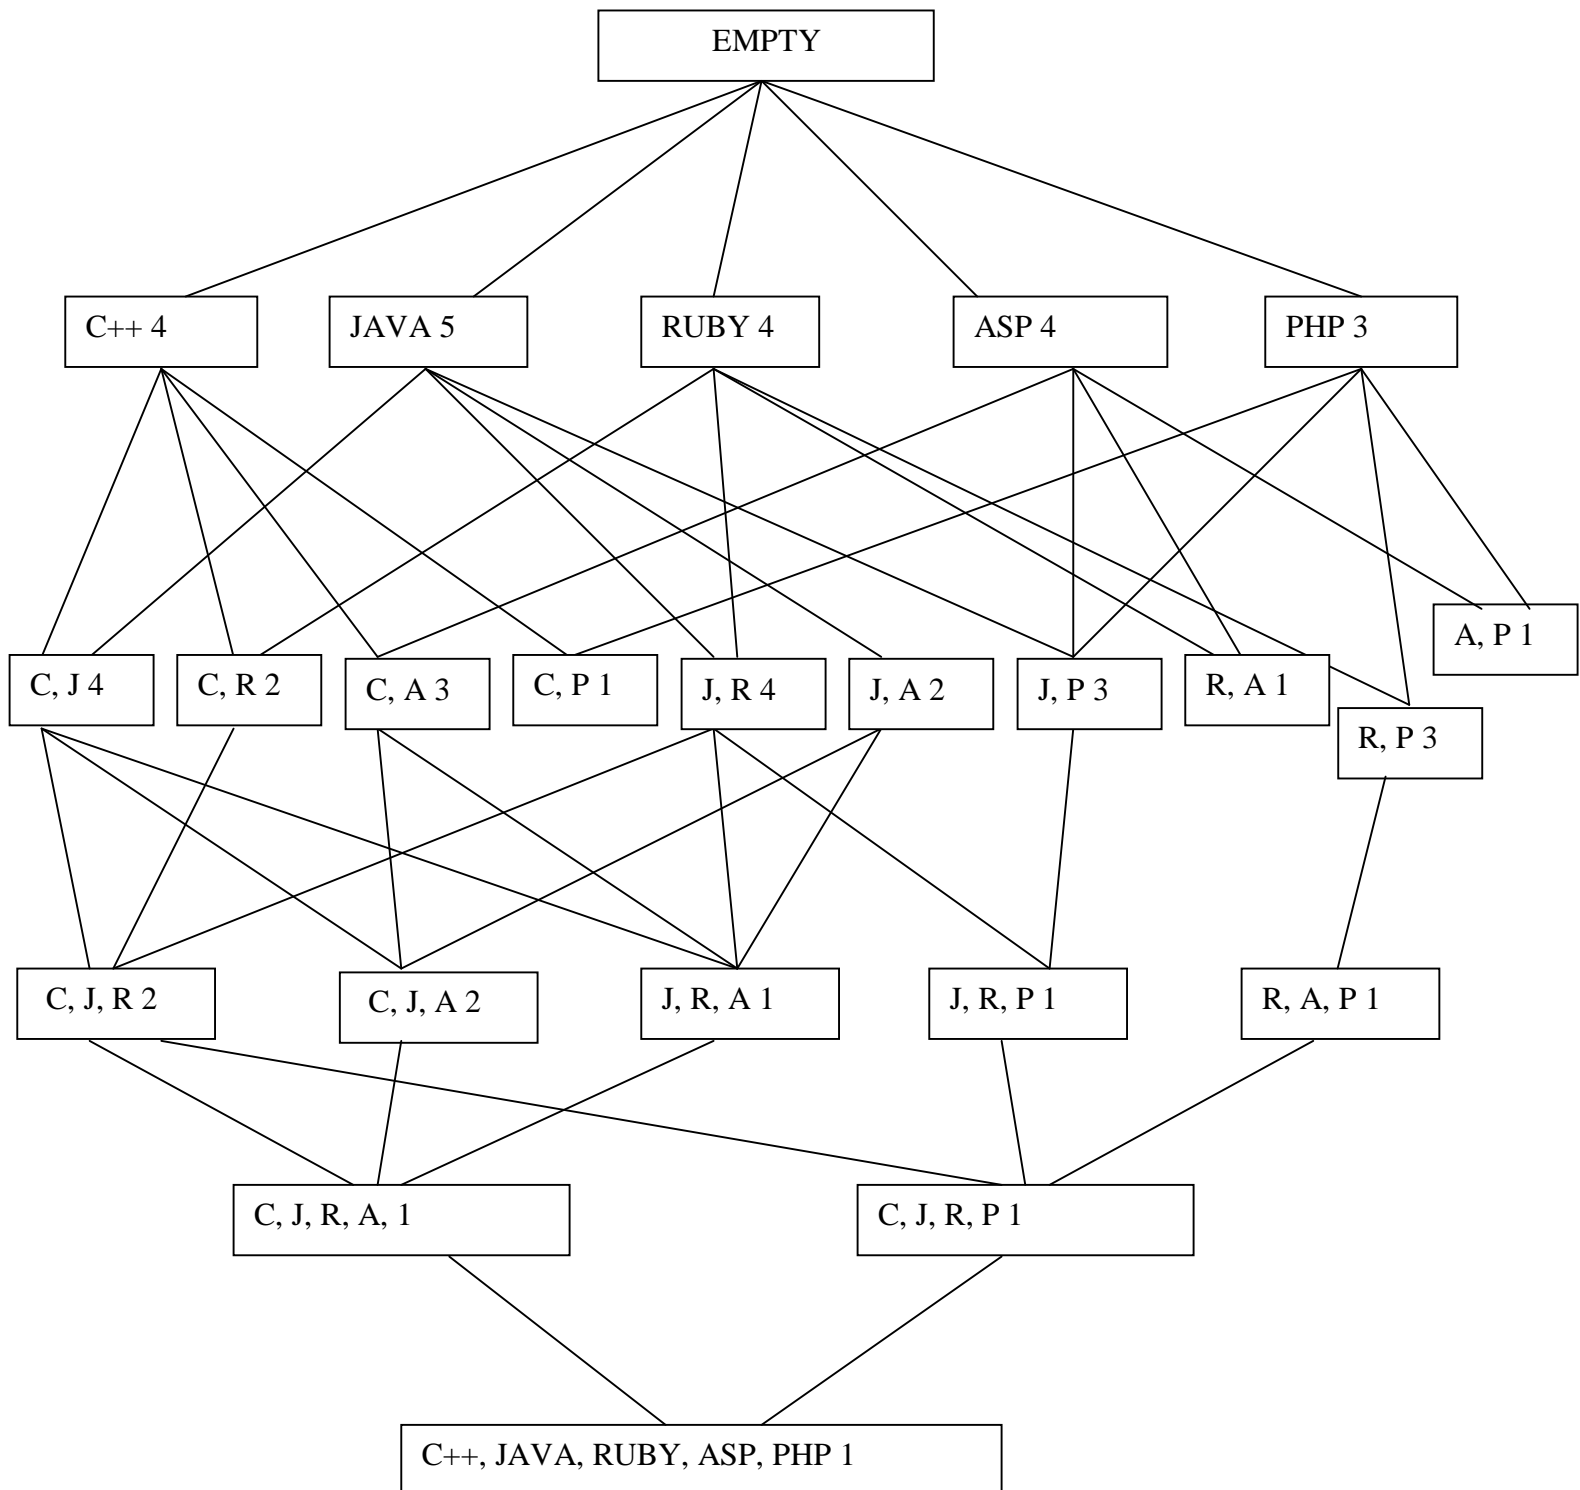 EMPTY
C++ 4
JAVA 5
RUBY 4
ASP 4
PHP 3
C, J 4
C, R 2
C, A 3
C, P 1
J, R 4
J, A 2
J, P 3
R, A 1
R, P 3
A, P 1
C, J, R 2
C, J, A 2
J, R, A 1
J, R, P 1
R, A, P 1
C, J, R, A, 1
C, J, R, P 1
C++, JAVA, RUBY, ASP, PHP 1